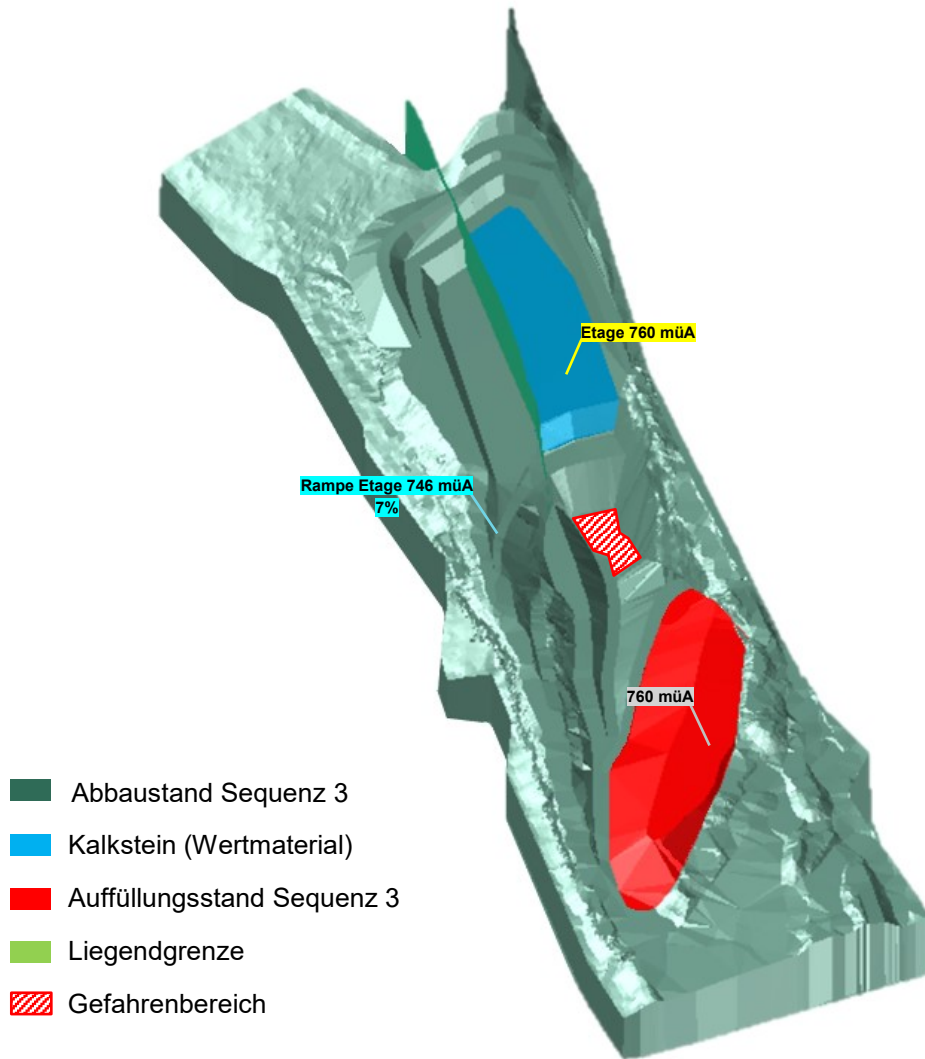 Etage 760 müA
Rampe Etage 746 müA
7%
760 müA
Abbaustand Sequenz 3
Kalkstein (Wertmaterial)
Auffüllungsstand Sequenz 3
Liegendgrenze
Gefahrenbereich